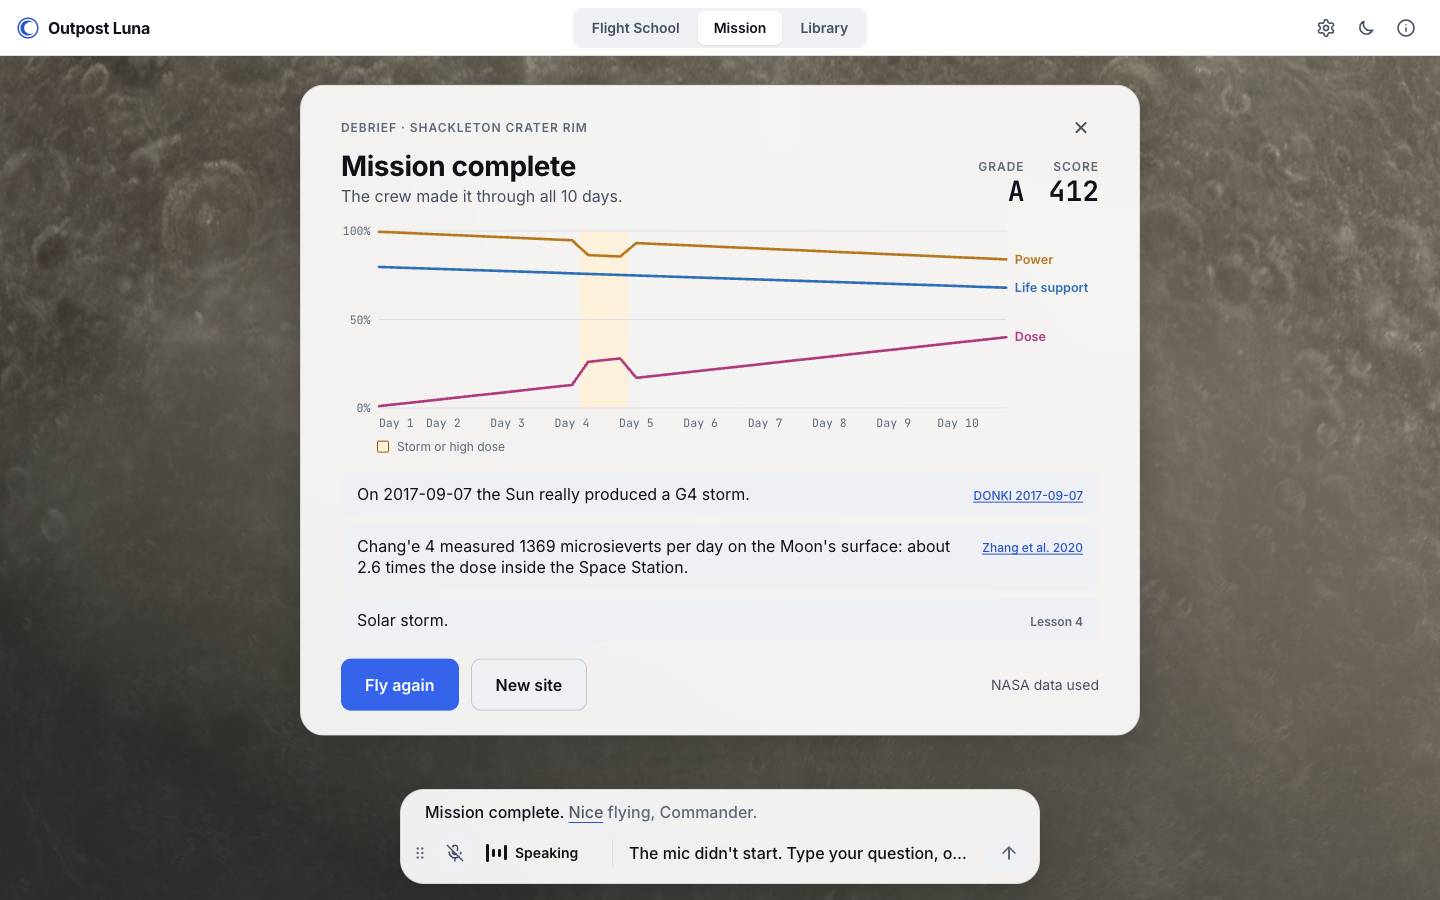 Outpost Luna
Flight School
Mission
Library
DEBRIEF · SHACKLETON CRATER RIM
Mission complete
The crew made it through all 10 days.
GRADE
A
SCORE
412
100%
50%
0%
Power
Life support
Dose
Day 1 Day 2 Day 3 Day 4 Day 5 Day 6 Day 7 Day 8 Day 9 Day 10
Storm or high dose
On 2017-09-07 the Sun really produced a G4 storm.
DONKI 2017-09-07
Chang'e 4 measured 1369 microsieverts per day on the Moon's surface: about
2.6 times the dose inside the Space Station.
Zhang et al. 2020
Solar storm.
Lesson 4
Fly again
New site
NASA data used
Mission complete. Nice flying, Commander.
Speaking
The mic didn't start. Type your question, o...